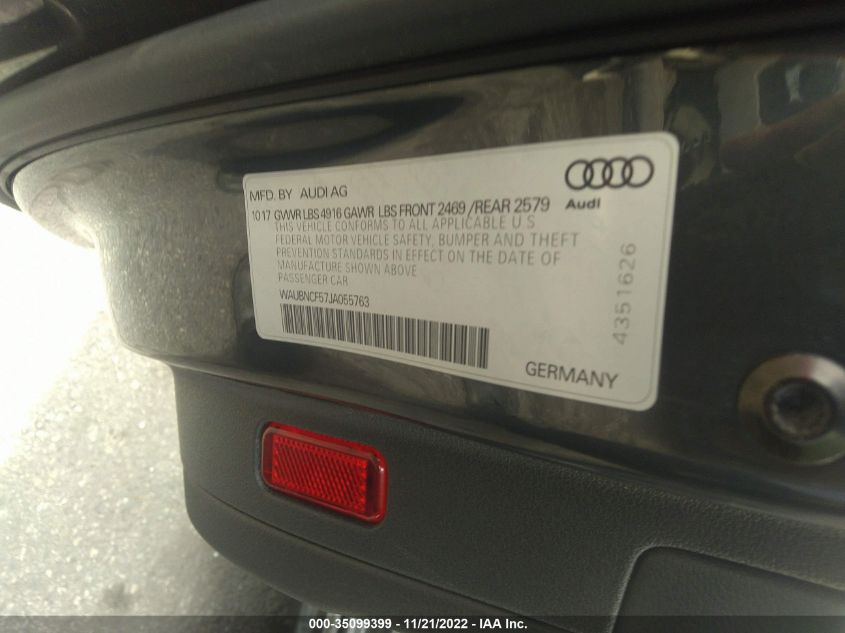 MFD. BY AUDI AG
Audi
10 17 GVWR LBS 4916 GAWR LBS FRONT 2469 / REAR 2579
THIS VEHICLE CONFORMS TO ALL APPLICABLE U.S
FEDERAL MOTOR VEHICLE SAFETY, BUMPER AND THEFT
PREVENTION STANDARDS IN EFFECT ON THE DATE OF
MANUFACTURE SHOWN ABOVE
PASSENGER CAR
WAUBNCF57JA055763
4351626
GERMANY
000-35099399 - 11/21/2022 - IAA Inc.